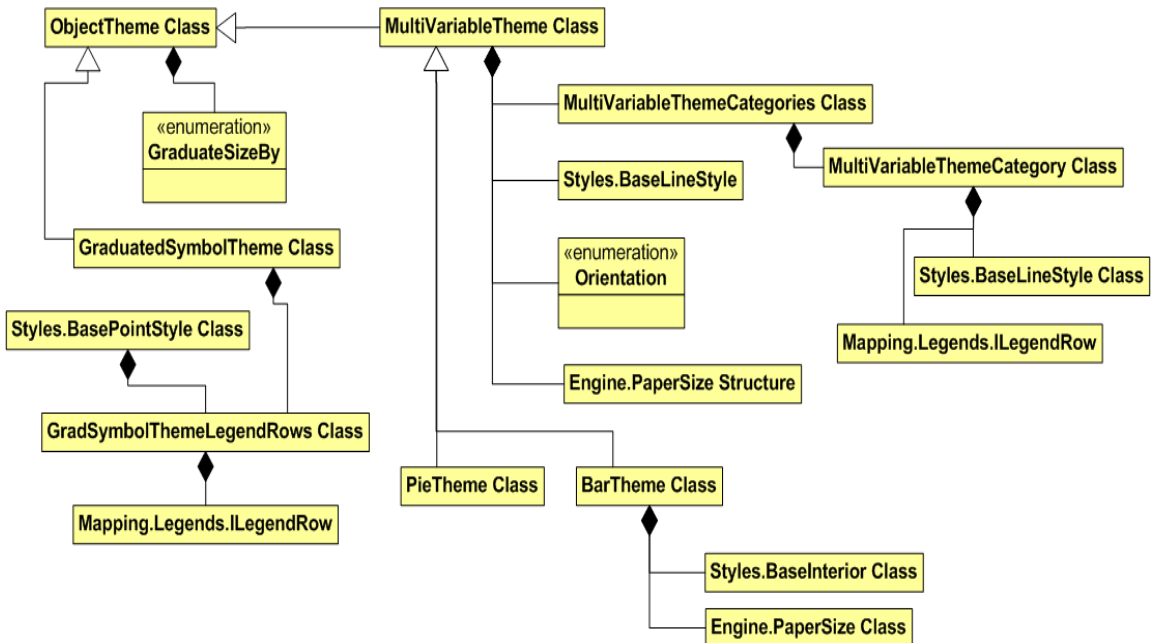 ObjectTheme Class
MultiVariableTheme Class
MultiVariableThemeCategories Class
«enumeration»
GraduateSizeBy
MultiVariableThemeCategory Class
Styles.BaseLineStyle
GraduatedSymbolTheme Class
«enumeration»
Orientation
Styles.BaseLineStyle Class
Styles.BasePointStyle Class
Mapping.Legends.ILegendRow
Engine.PaperSize Structure
GradSymbolThemeLegendRows Class
PieTheme Class
BarTheme Class
Mapping.Legends.ILegendRow
Styles.BaseInterior Class
Engine.PaperSize Class